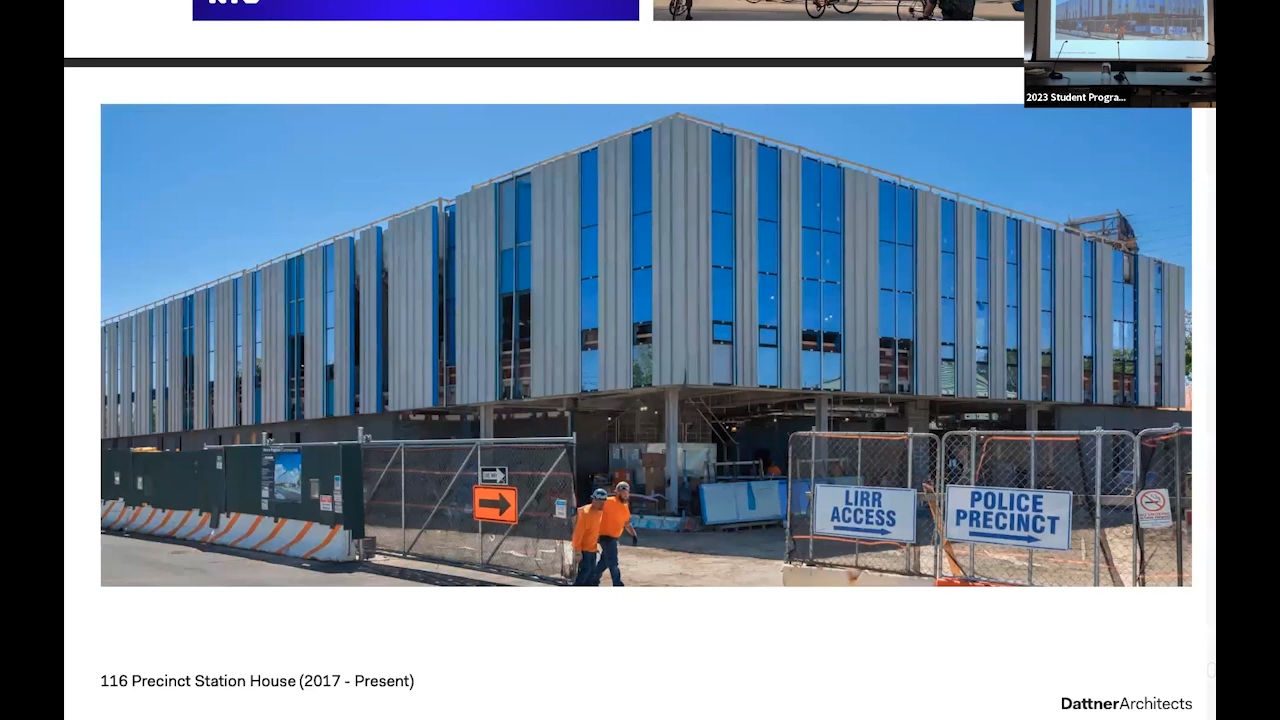 2023 Student Progra...
LIRR
ACCESS
POLICE
PRECINCT
116 Precinct Station House (2017 - Present)
DattnerArchitects